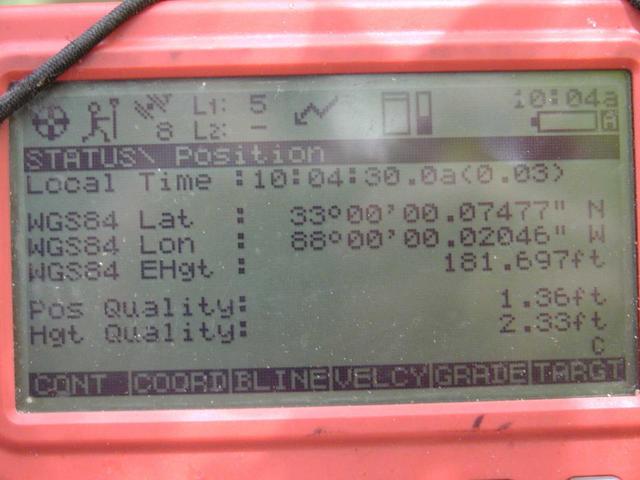 L1: 5 10:04a
8 L2: - A
STATUS\ Position
Local Time :10:04:30.0a(0.03)
WGS84 Lat : 33°00'00.07477" N
WGS84 Lon : 88°00'00.02046" W
WGS84 EHgt : 181.697ft
Pos Quality: 1.36ft
Hgt Quality: 2.33ft
C
CONT COORD BLINE VELCY GRADE TARGT